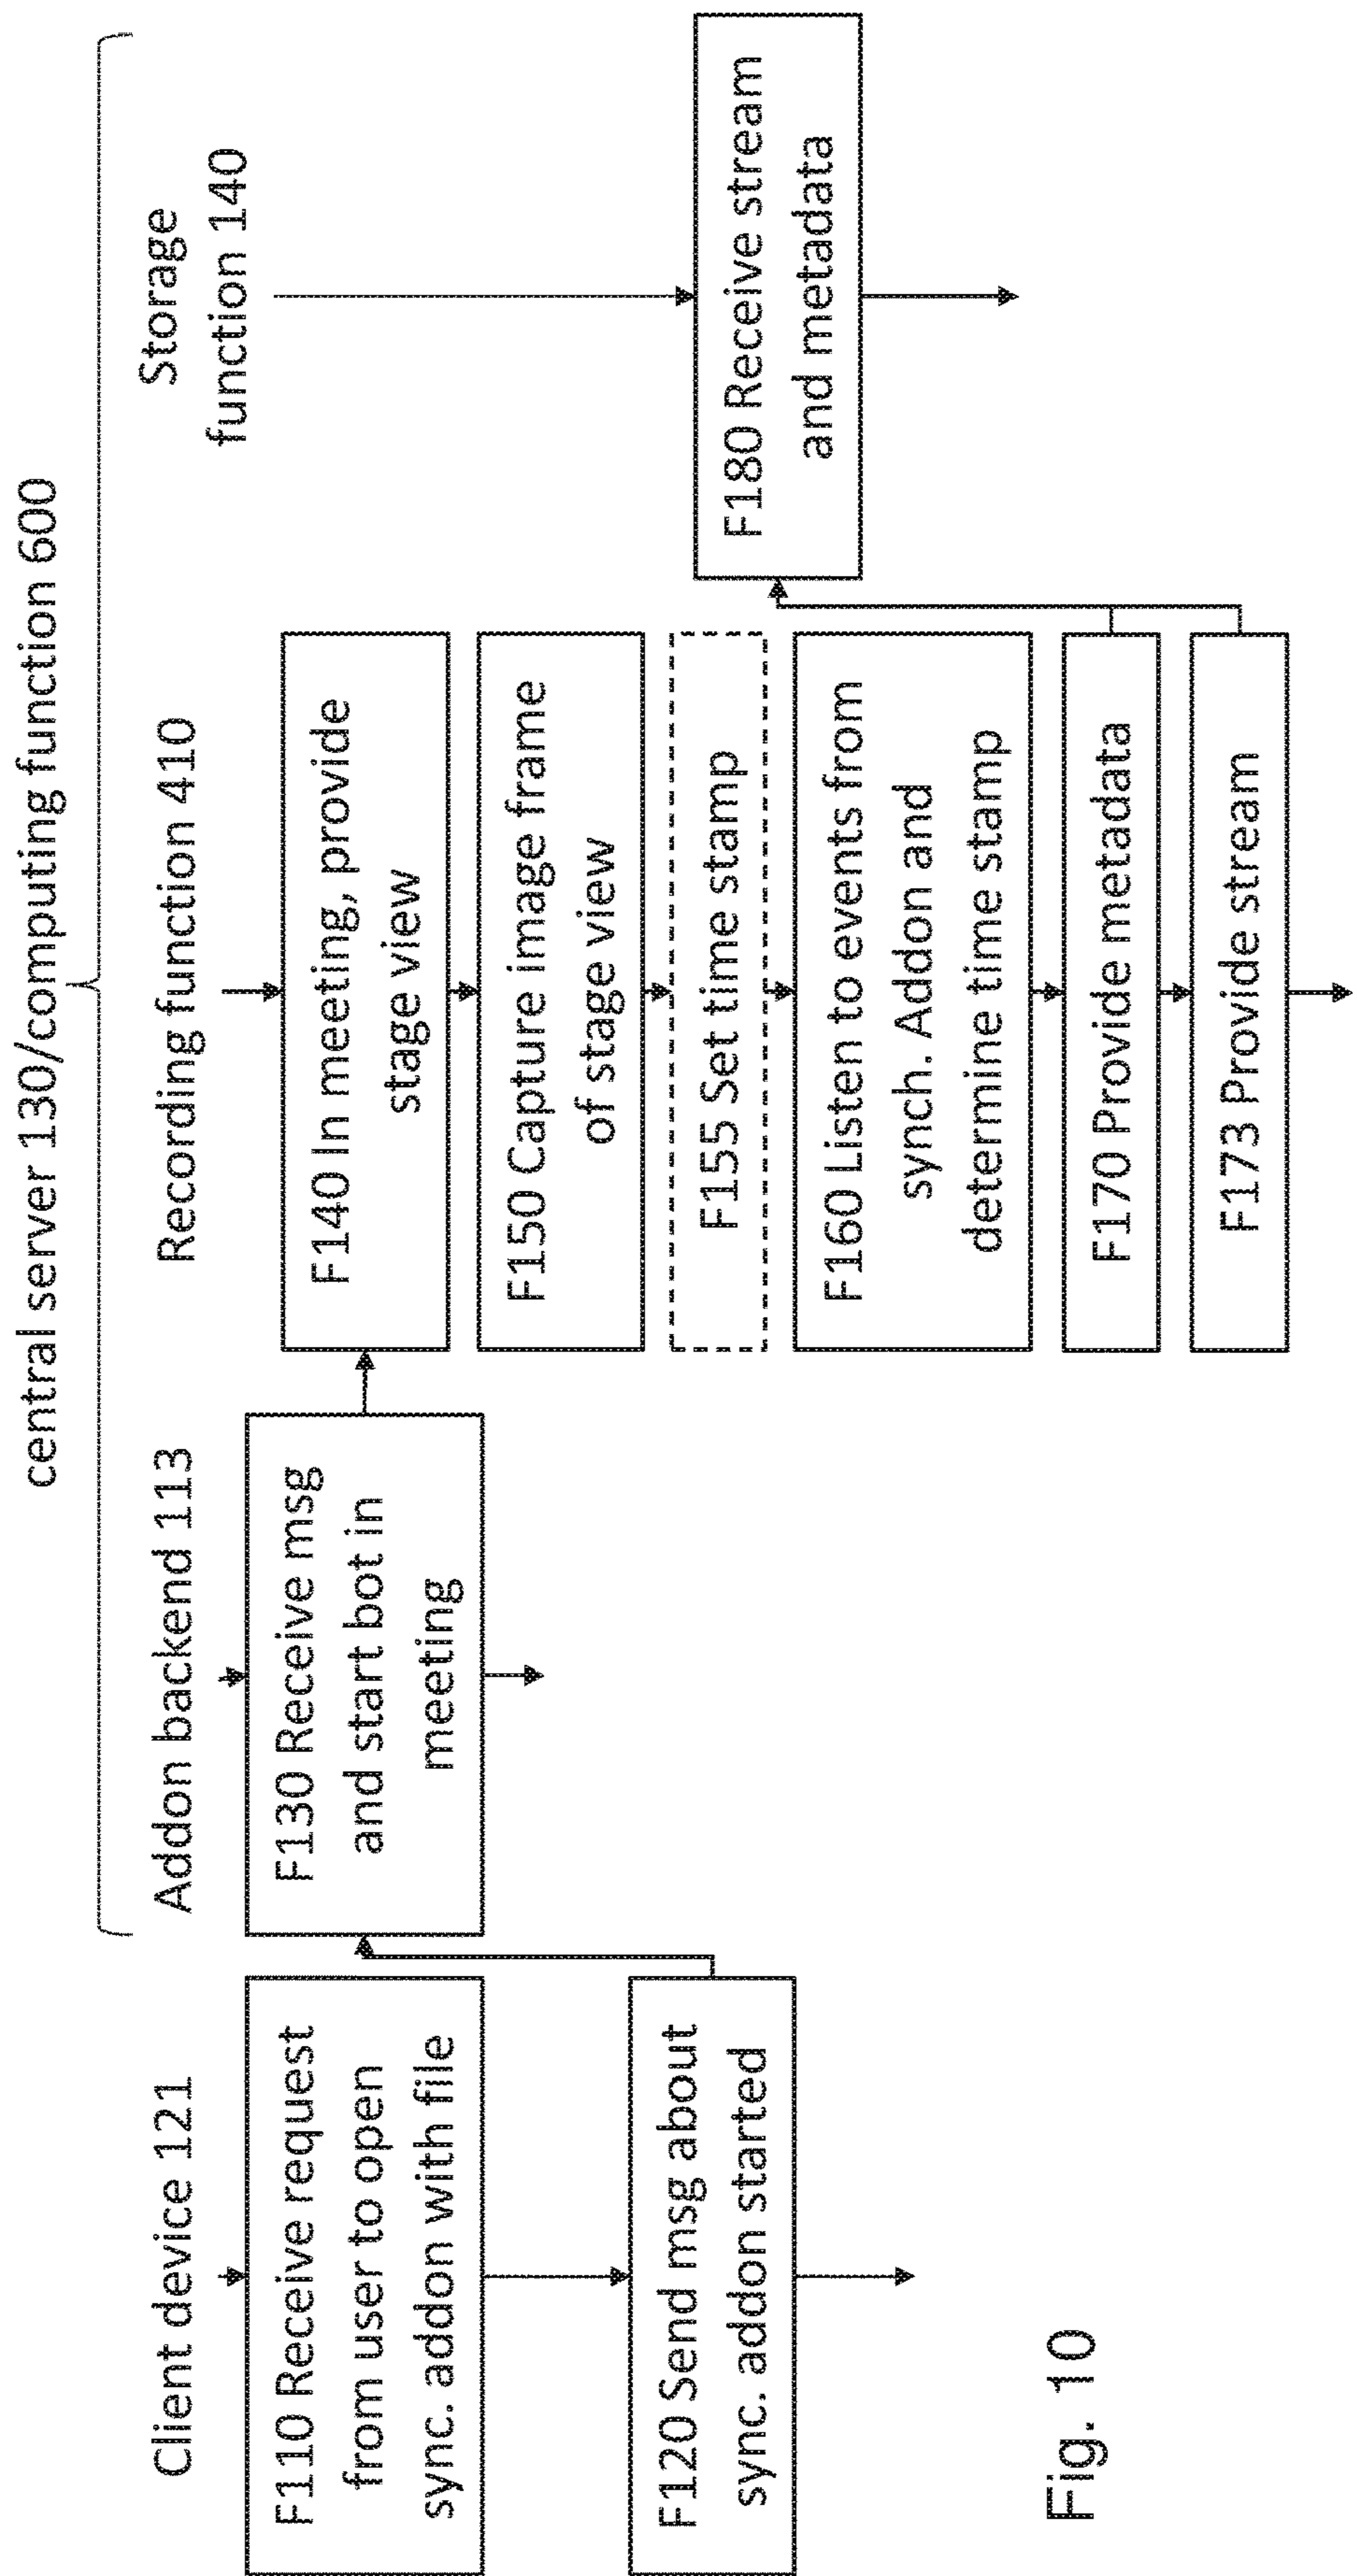 central server 130/computing function 600
Client device 121
Addon backend 113
Recording function 410
Storage
function 140
F110 Receive request
from user to open
sync. addon with file
F120 Send msg about
sync. addon started
F130 Receive msg
and start bot in
meeting
F140 In meeting, provide
stage view
F150 Capture image frame
of stage view
F155 Set time stamp
F160 Listen to events from
synch. Addon and
determine time stamp
F170 Provide metadata
F173 Provide stream
F180 Receive stream
and metadata
Fig. 10